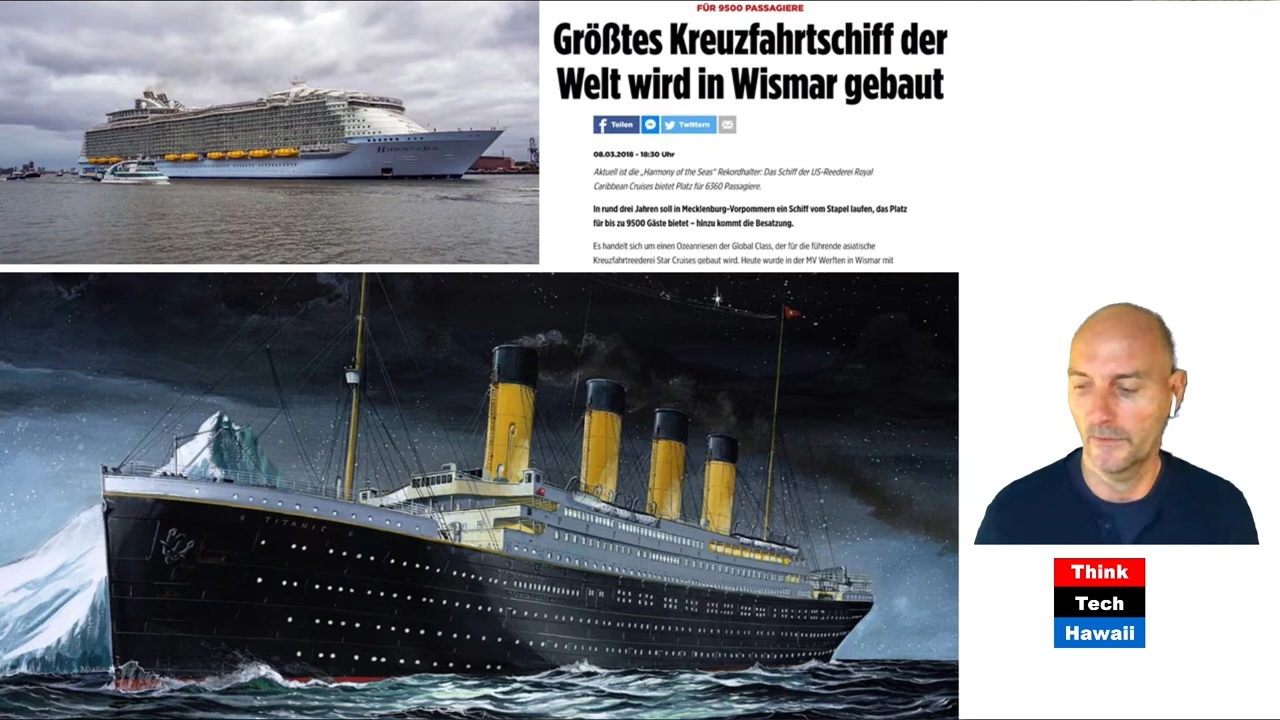 FÜR 9500 PASSAGIERE
Größtes Kreuzfahrtschiff der
Welt wird in Wismar gebaut
Teilen
Twittern
08.03.2018 - 18:30 Uhr
Aktuell ist die „Harmony of the Seas“ Rekordhalter: Das Schiff der US-Reederei Royal
Caribbean Cruises bietet Platz für 6360 Passagiere.
In rund drei Jahren soll in Mecklenburg-Vorpommern ein Schiff vom Stapel laufen, das Platz
für bis zu 9500 Gäste bietet – hinzu kommt die Besatzung.
Es handelt sich um einen Ozeanriesen der Global Class, der für die führende asiatische
Kreuzfahrtreederei Star Cruises gebaut wird. Heute wurde in der MV Werften in Wismar mit
HARMONY OF THE SEAS
TITANIC
Think
Tech
Hawaii